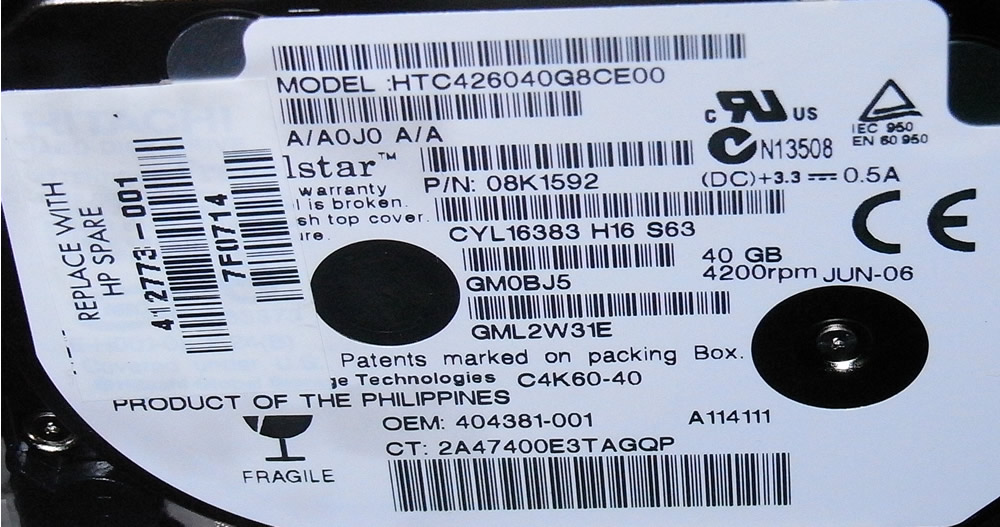 MODEL :HTC426040G8CE00
A/A0J0 A/A
lstar™
warranty
l is broken.
sh top cover.
P/N: 08K1592
C UR US
N13508
IEC 950
EN 60950
(DC)+3.3 ⎓ 0.5A
CE
CYL16383 H16 S63
40 GB
4200rpm JUN-06
GM0BJ5
GML2W31E
Patents marked on packing Box.
ge Technologies C4K60-40
PRODUCT OF THE PHILIPPINES
OEM: 404381-001 A114111
CT: 2A47400E3TAGQP
FRAGILE
REPLACE WITH
HP SPARE
412773-001
7F0714